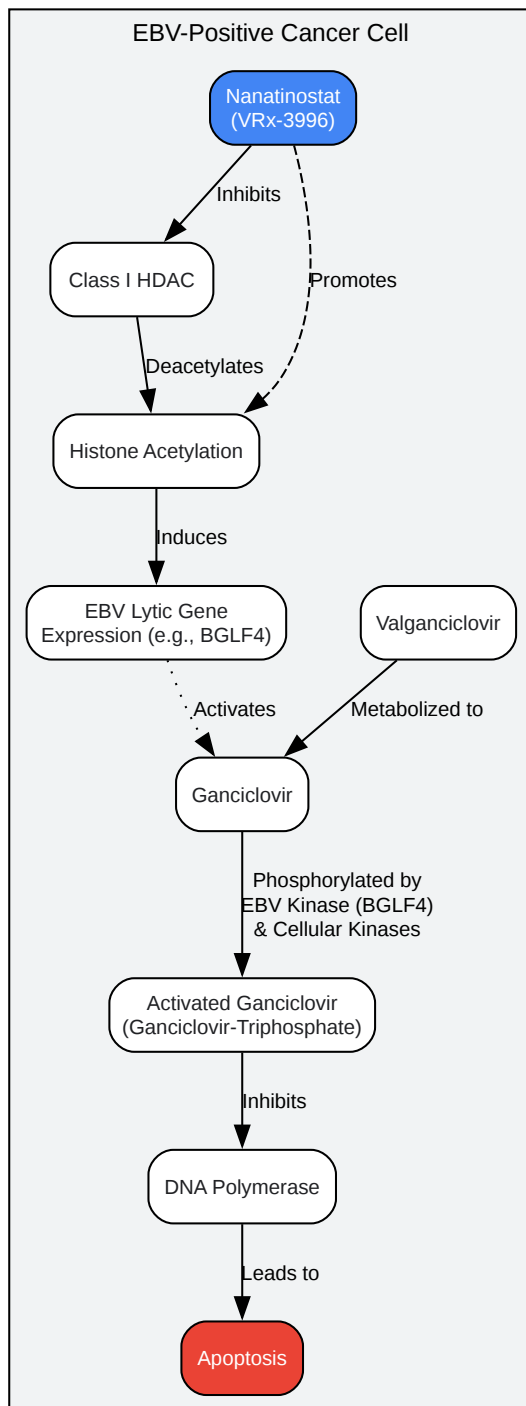 EBV-Positive Cancer Cell
Nanatinostat
(VRx-3996)
Inhibits
Class I HDAC
Promotes
Deacetylates
Histone Acetylation
Induces
EBV Lytic Gene
Expression (e.g., BGLF4)
Valganciclovir
Activates
Metabolized to
Ganciclovir
Phosphorylated by
EBV Kinase (BGLF4)
& Cellular Kinases
Activated Ganciclovir
(Ganciclovir-Triphosphate)
Inhibits
DNA Polymerase
Leads to
Apoptosis